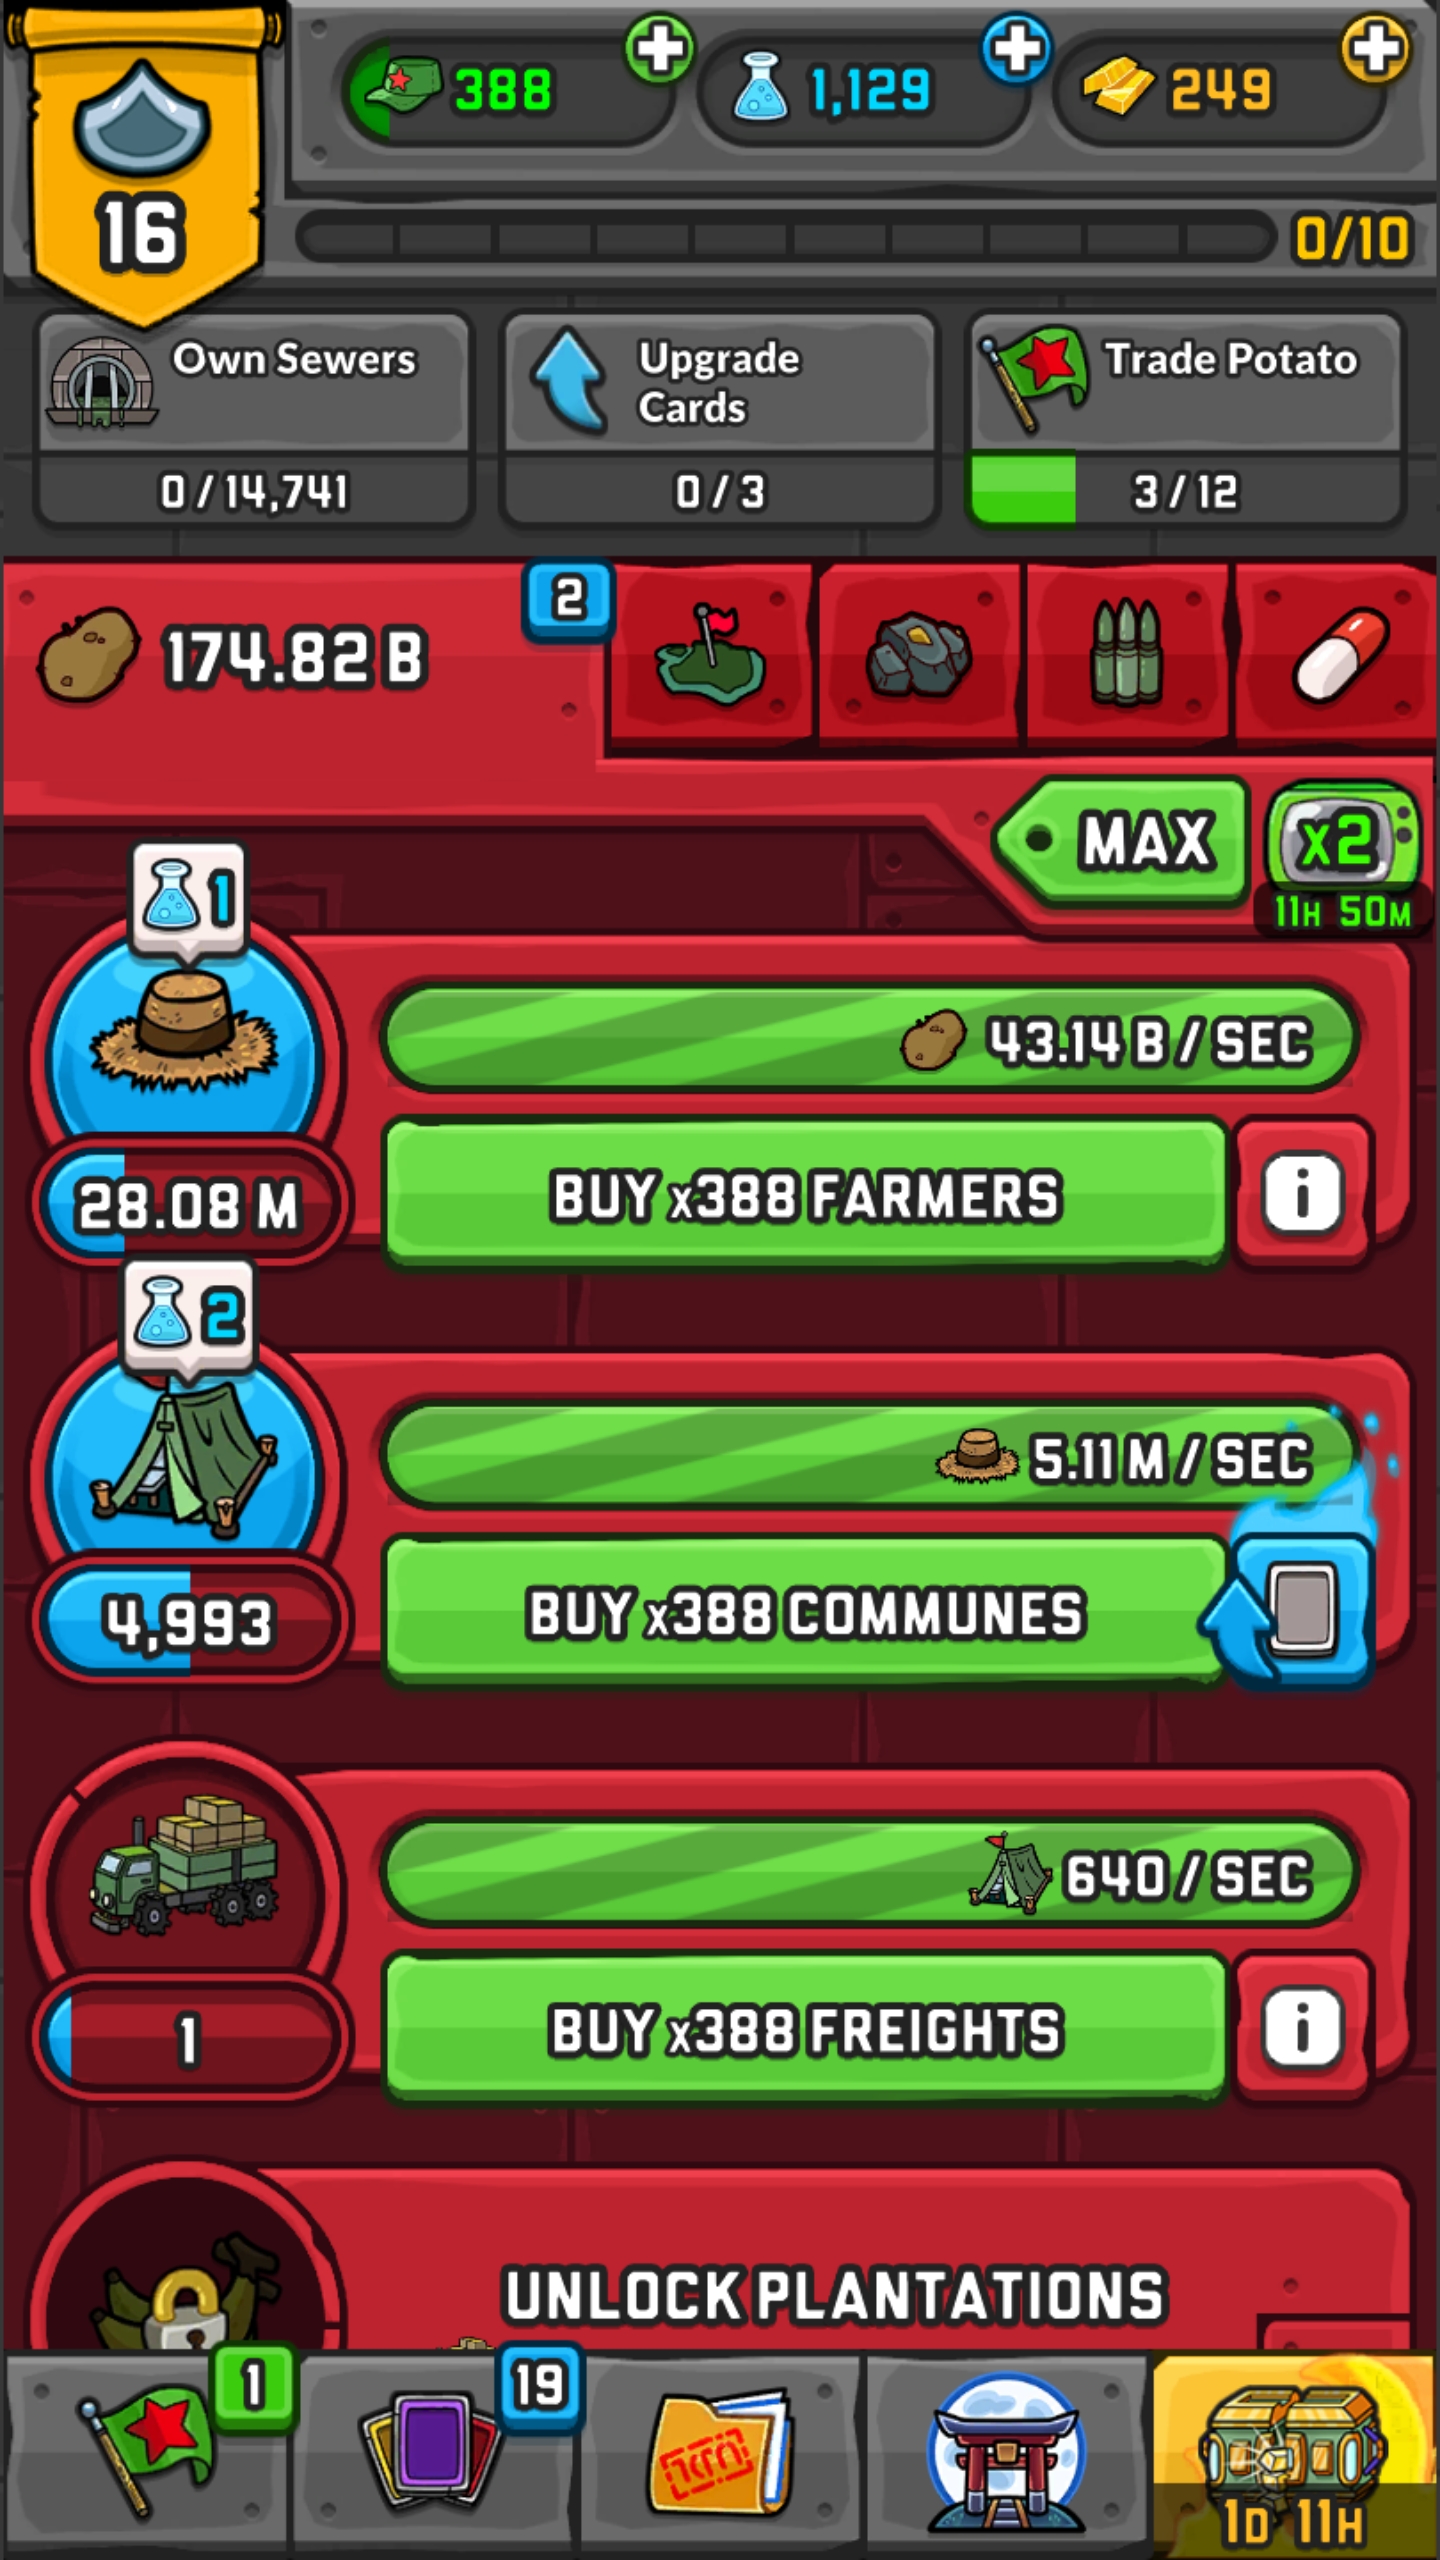 388
1,129
249
16
0/10
Own Sewers
0 / 14,741
Upgrade
Cards
0 / 3
Trade Potato
3 / 12
174.82 B
2
MAX
x2
11H 50M
1
43.14 B / SEC
28.08 M
BUY x388 FARMERS
2
5.11 M / SEC
4,993
BUY x388 COMMUNES
640 / SEC
1
BUY x388 FREIGHTS
UNLOCK PLANTATIONS
1
19
1D 11H